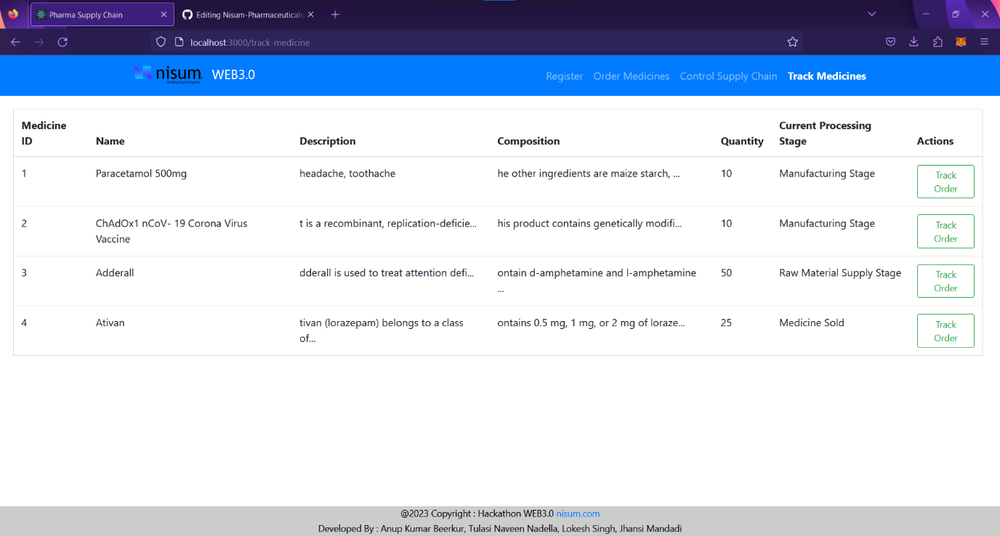 Pharma Supply Chain
Editing Nisum-Pharmaceuticals
localhost:3000/track-medicine
nisum. WEB3.0
Building Success Together
Register Order Medicines Control Supply Chain Track Medicines
Medicine ID Name Description Composition Quantity Current Processing Stage Actions
1 Paracetamol 500mg headache, toothache he other ingredients are maize starch, ... 10 Manufacturing Stage Track Order
2 ChAdOx1 nCoV- 19 Corona Virus Vaccine t is a recombinant, replication-deficie... his product contains genetically modifi... 10 Manufacturing Stage Track Order
3 Adderall dderall is used to treat attention defi... ontain d-amphetamine and l-amphetamine ... 50 Raw Material Supply Stage Track Order
4 Ativan tivan (lorazepam) belongs to a class of... ontains 0.5 mg, 1 mg, or 2 mg of loraze... 25 Medicine Sold Track Order
@2023 Copyright : Hackathon WEB3.0 nisum.com
Developed By : Anup Kumar Beerkur, Tulasi Naveen Nadella, Lokesh Singh, Jhansi Mandadi